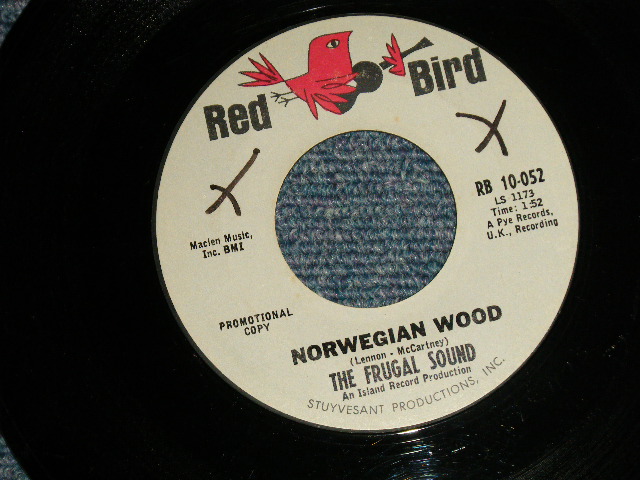 Red Bird
RB 10-052
LS 1173
Time: 1:52
A Pye Records,
U.K., Recording
Maclen Music,
Inc. BMI
PROMOTIONAL
COPY
NORWEGIAN WOOD
(Lennon - McCartney)
THE FRUGAL SOUND
An Island Record Production
STUYVESANT PRODUCTIONS, INC.